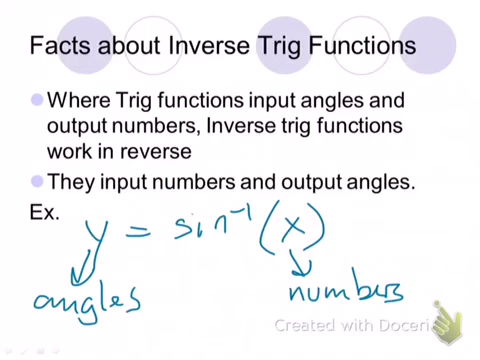 Facts about Inverse Trig Functions
Where Trig functions input angles and
output numbers, Inverse trig functions
work in reverse
They input numbers and output angles.
Ex.
y = sin⁻¹(x)
angles numbers
Created with Doceri